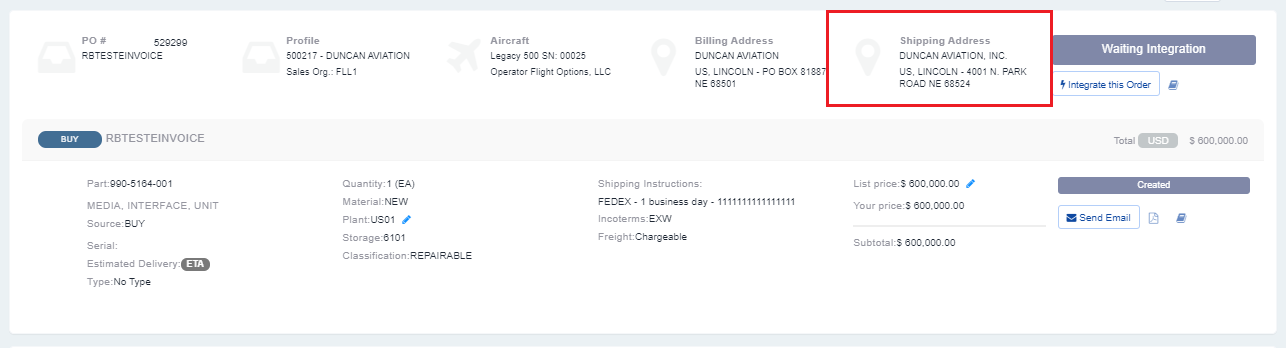 PO # 529299
RBTESTEINVOICE
Profile
500217 - DUNCAN AVIATION
Sales Org.: FLL1
Aircraft
Legacy 500 SN: 00025
Operator Flight Options, LLC
Billing Address
DUNCAN AVIATION
US, LINCOLN - PO BOX 81887
NE 68501
Shipping Address
DUNCAN AVIATION, INC.
US, LINCOLN - 4001 N. PARK
ROAD NE 68524
Waiting Integration
Integrate this Order
BUY RBTESTEINVOICE
Total USD $ 600,000.00
Part:990-5164-001
MEDIA, INTERFACE, UNIT
Source:BUY
Serial:
Estimated Delivery:ETA
Type:No Type
Quantity:1 (EA)
Material:NEW
Plant:US01
Storage:6101
Classification:REPAIRABLE
Shipping Instructions:
FEDEX - 1 business day - 1111111111111111
Incoterms:EXW
Freight:Chargeable
List price:$ 600,000.00
Your price:$ 600,000.00
Subtotal:$ 600,000.00
Created
Send Email